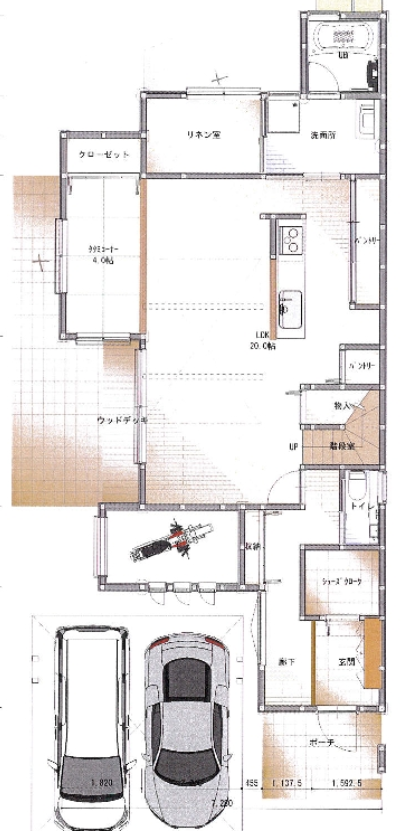 UB
リネン室
洗面所
クローゼット
タタミコーナー
4.0帖
パントリー
LDK
20.0帖
パントリー
物入
ウッドデッキ
UP
階段室
トイレ
収納
シューズクローク
廊下
玄関
ポーチ
1,820
455
1,137.5
1,592.5
7,280